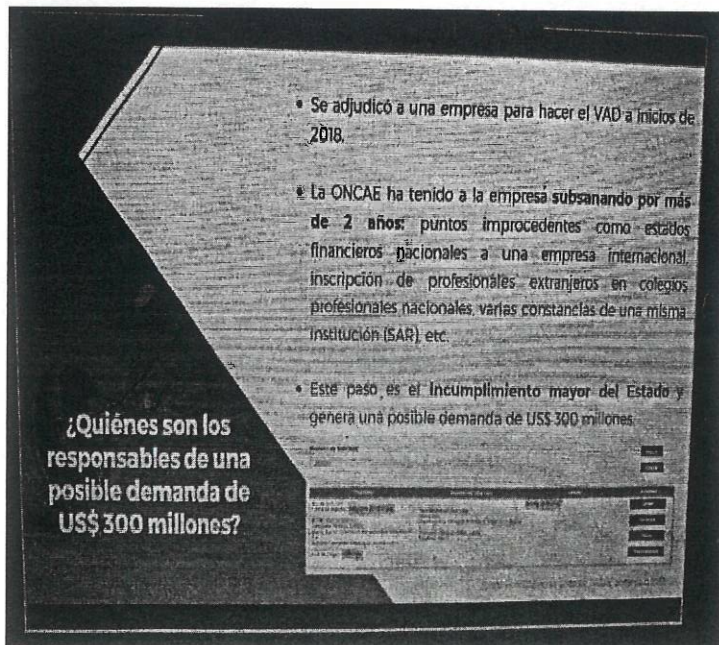 • Se adjudicó a una empresa para hacer el VAD a inicios de
2018.
• La ONCAE ha tenido a la empresa subsanando por más
de 2 años: puntos improcedentes como estados
financieros nacionales a una empresa internacional,
inscripción de profesionales extranjeros en colegios
profesionales nacionales, varias constancias de una misma
institución (SAR), etc.
• Este paso es el incumplimiento mayor del Estado y
genera una posible demanda de US$ 300 millones.
¿Quiénes son los
responsables de una
posible demanda de
US$ 300 millones?